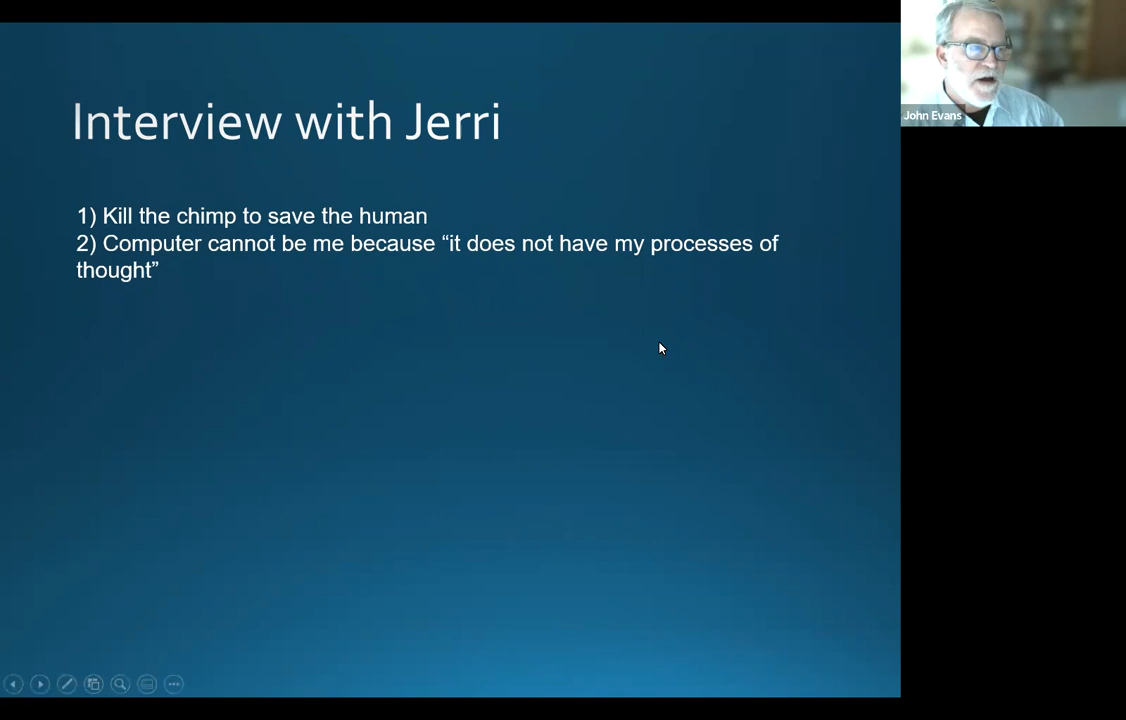 Interview with Jerri
John Evans
1) Kill the chimp to save the human
2) Computer cannot be me because “it does not have my processes of
thought”